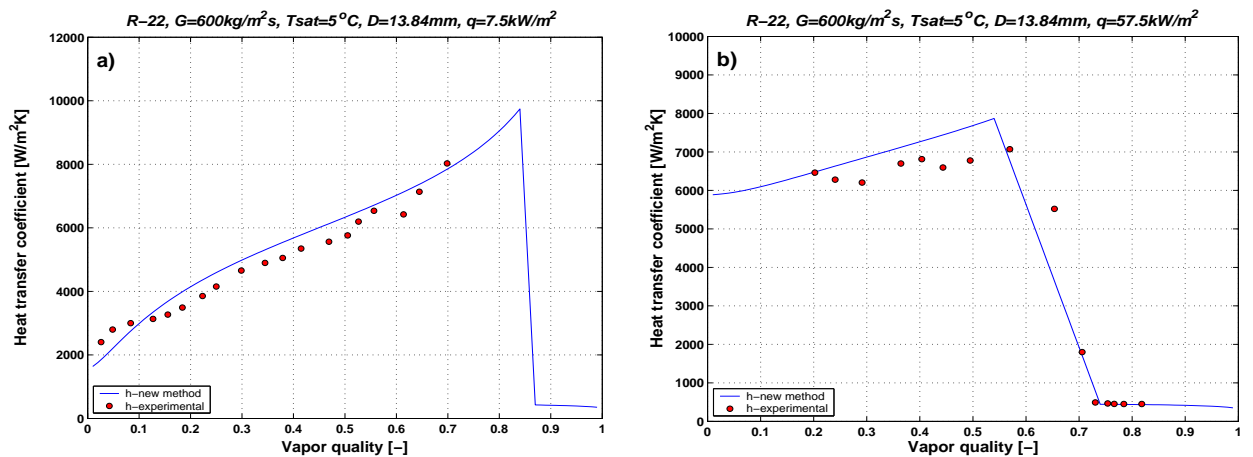 R−22, G=600kg/m²s, Tsat=5°C, D=13.84mm, q=7.5kW/m²
a)
Heat transfer coefficient [W/m²K]
12000
10000
8000
6000
4000
2000
0
0 0.1 0.2 0.3 0.4 0.5 0.6 0.7 0.8 0.9 1
Vapor quality [−]
h−new method
h−experimental
R−22, G=600kg/m²s, Tsat=5°C, D=13.84mm, q=57.5kW/m²
b)
Heat transfer coefficient [W/m²K]
10000
9000
8000
7000
6000
5000
4000
3000
2000
1000
0
0 0.1 0.2 0.3 0.4 0.5 0.6 0.7 0.8 0.9 1
Vapor quality [−]
h−new method
h−experimental